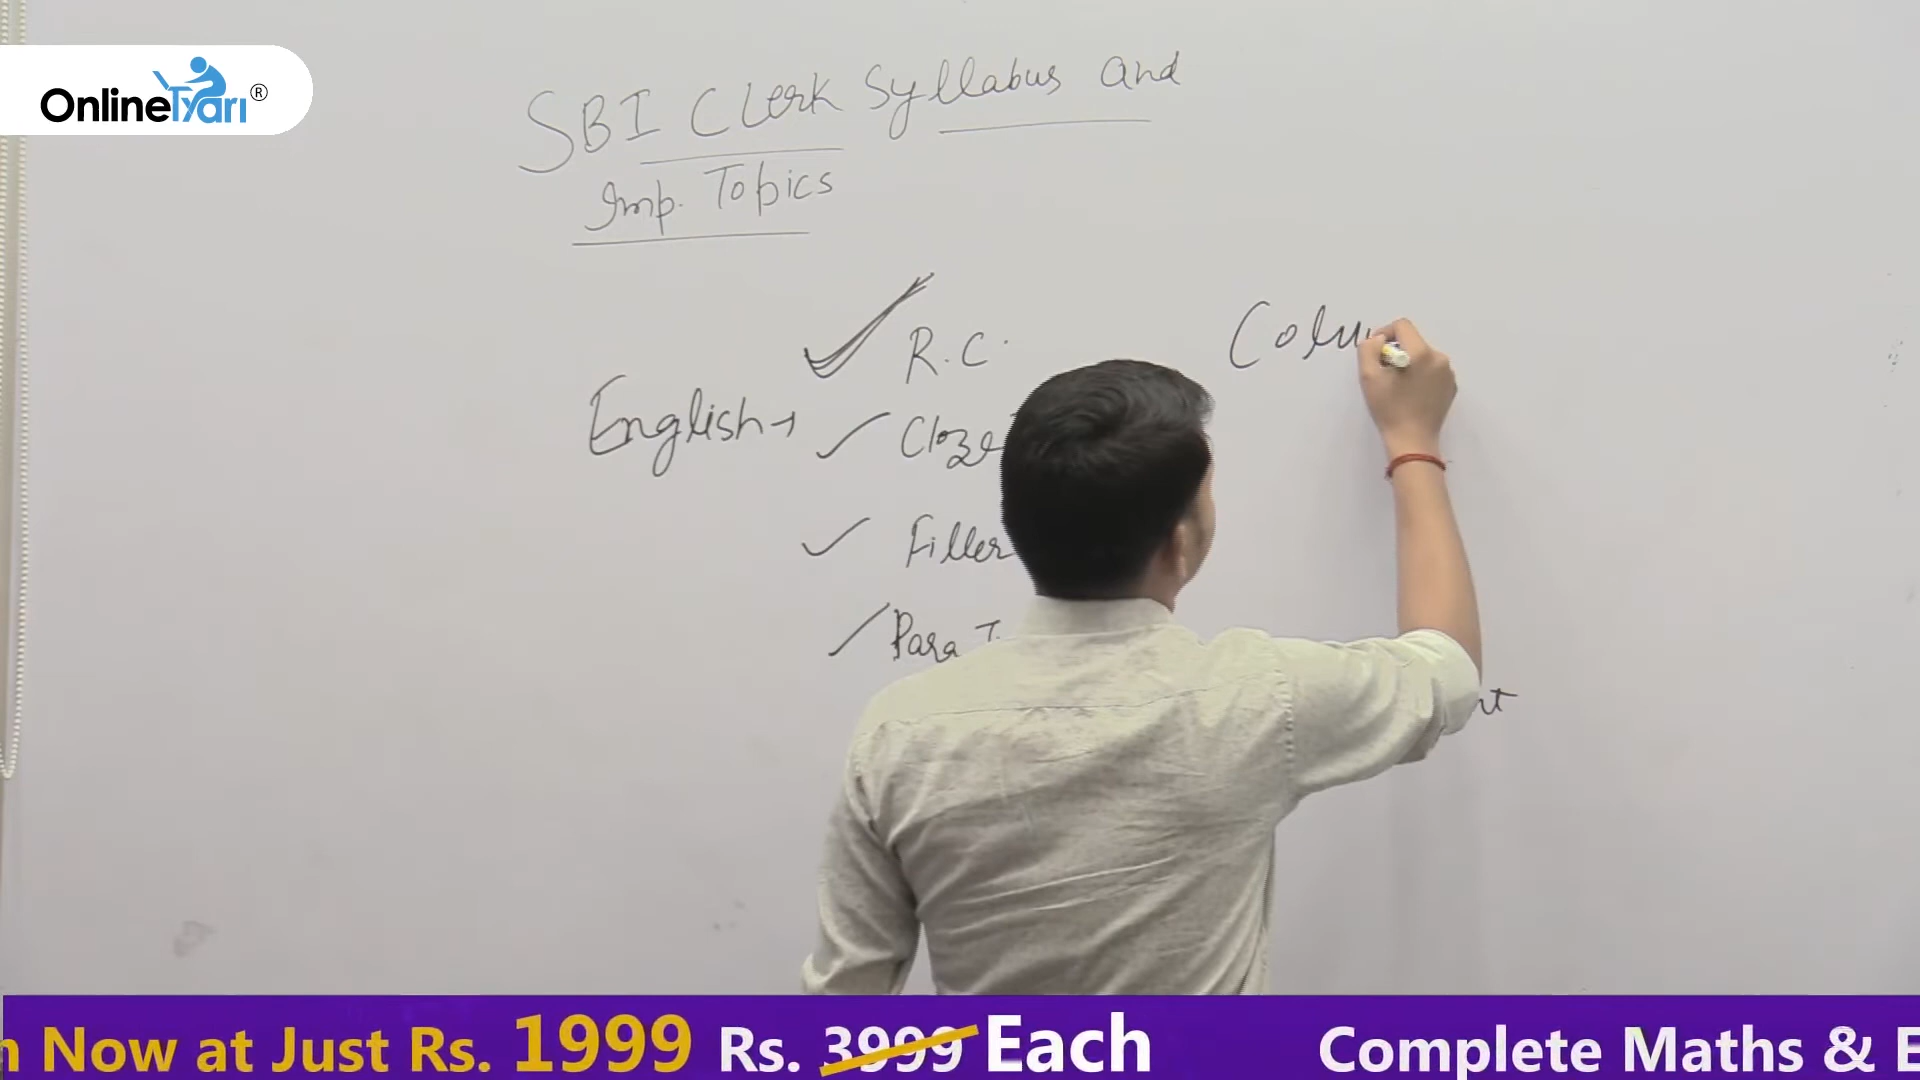 OnlineTyari®
SBI Clerk Syllabus and
Imp. Topics
R.C.
English →
Cloze
Filler
Para
Now at Just Rs. 1999 Rs. 3999 Each
Complete Maths &